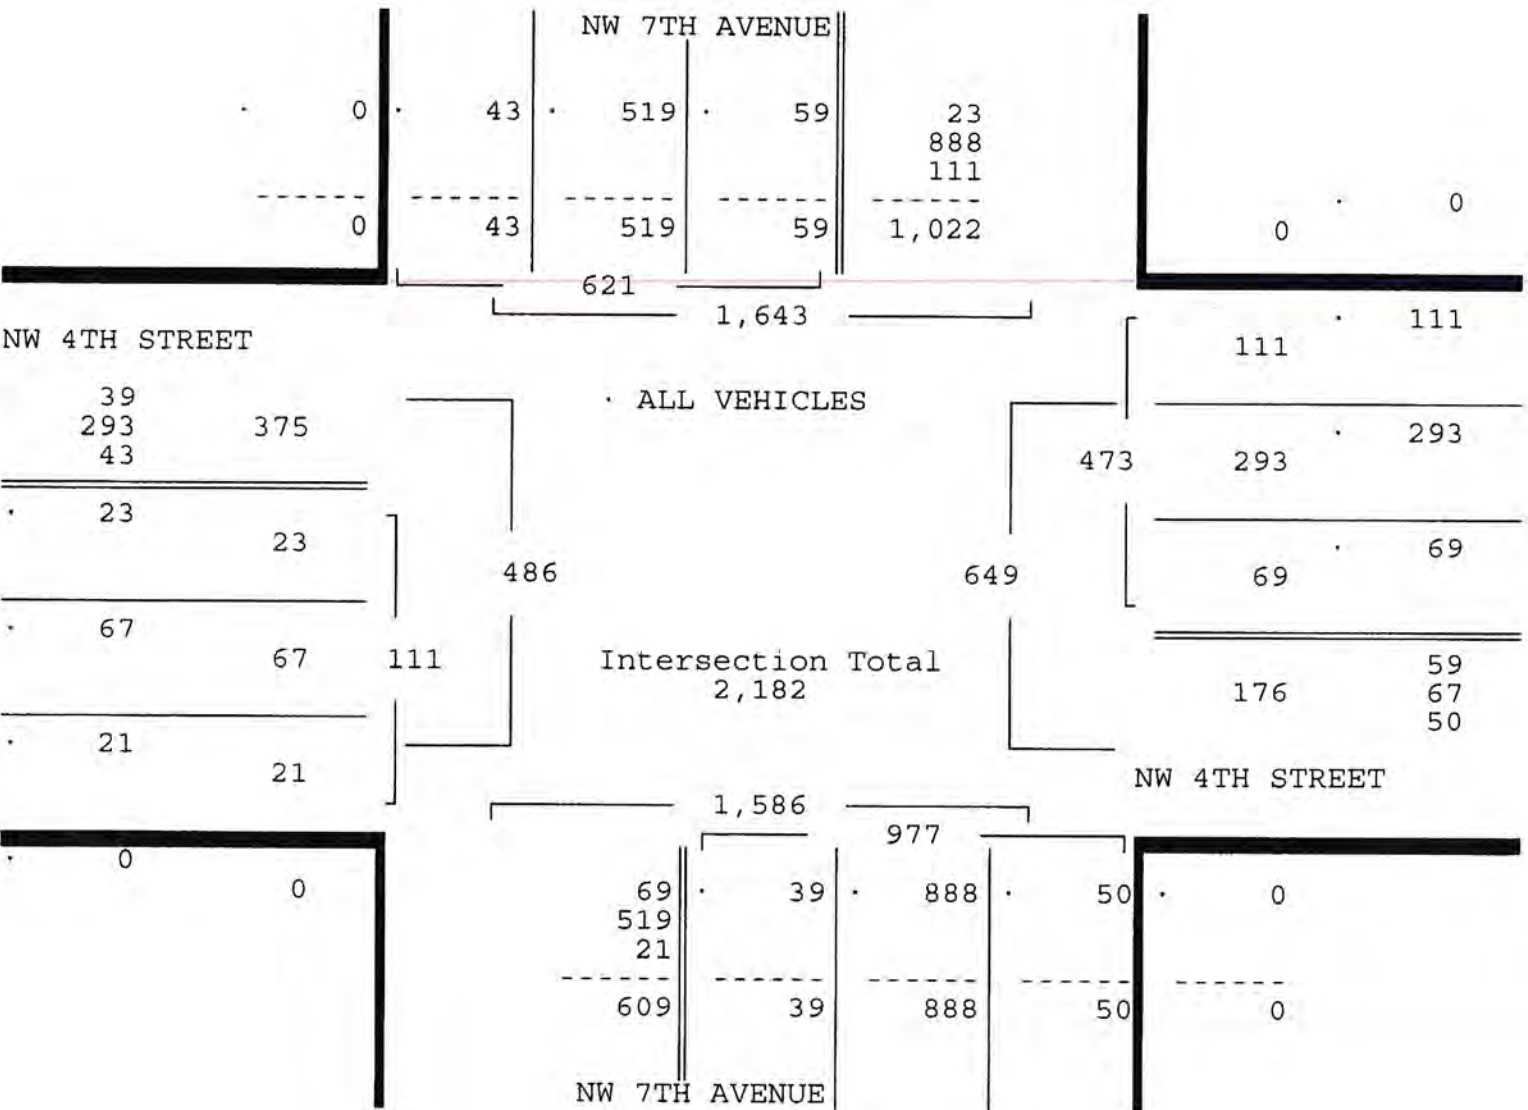 NW 7TH AVENUE
0 43 519 59 23
888
111
0 43 519 59 1,022
0
0
621
1,643
NW 4TH STREET
111
111
39
293 375
43
ALL VEHICLES
293
473 293
23
23
69
486 649 69
67
67 111
Intersection Total
2,182
59
176 67
50
21
21
NW 4TH STREET
1,586
977
0
0
69 39 888 50 0
519
21
609 39 888 50 0
NW 7TH AVENUE